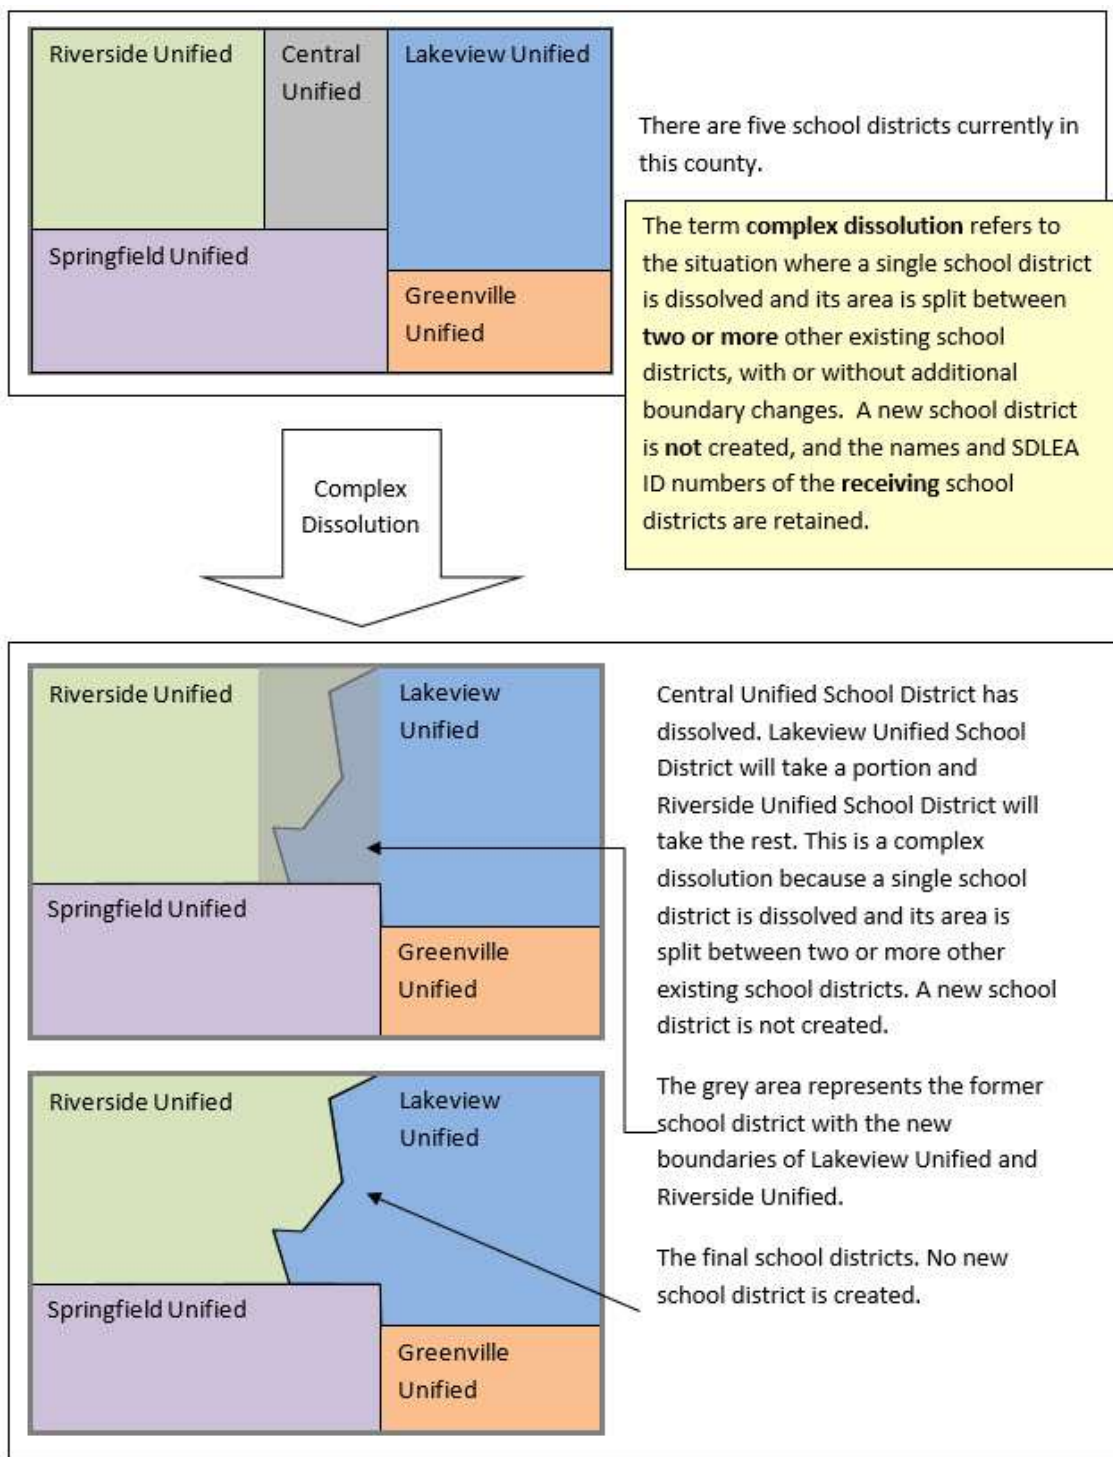 Riverside Unified
Central
Unified
Lakeview Unified
Springfield Unified
Greenville
Unified
There are five school districts currently in
this county.
The term complex dissolution refers to
the situation where a single school district
is dissolved and its area is split between
two or more other existing school
districts, with or without additional
boundary changes.  A new school district
is not created, and the names and SDLEA
ID numbers of the receiving school
districts are retained.
Complex
Dissolution
Riverside Unified
Lakeview
Unified
Springfield Unified
Greenville
Unified
Central Unified School District has
dissolved. Lakeview Unified School
District will take a portion and
Riverside Unified School District will
take the rest. This is a complex
dissolution because a single school
district is dissolved and its area is
split between two or more other
existing school districts. A new school
district is not created.
The grey area represents the former
school district with the new
boundaries of Lakeview Unified and
Riverside Unified.
Riverside Unified
Lakeview
Unified
Springfield Unified
Greenville
Unified
The final school districts. No new
school district is created.